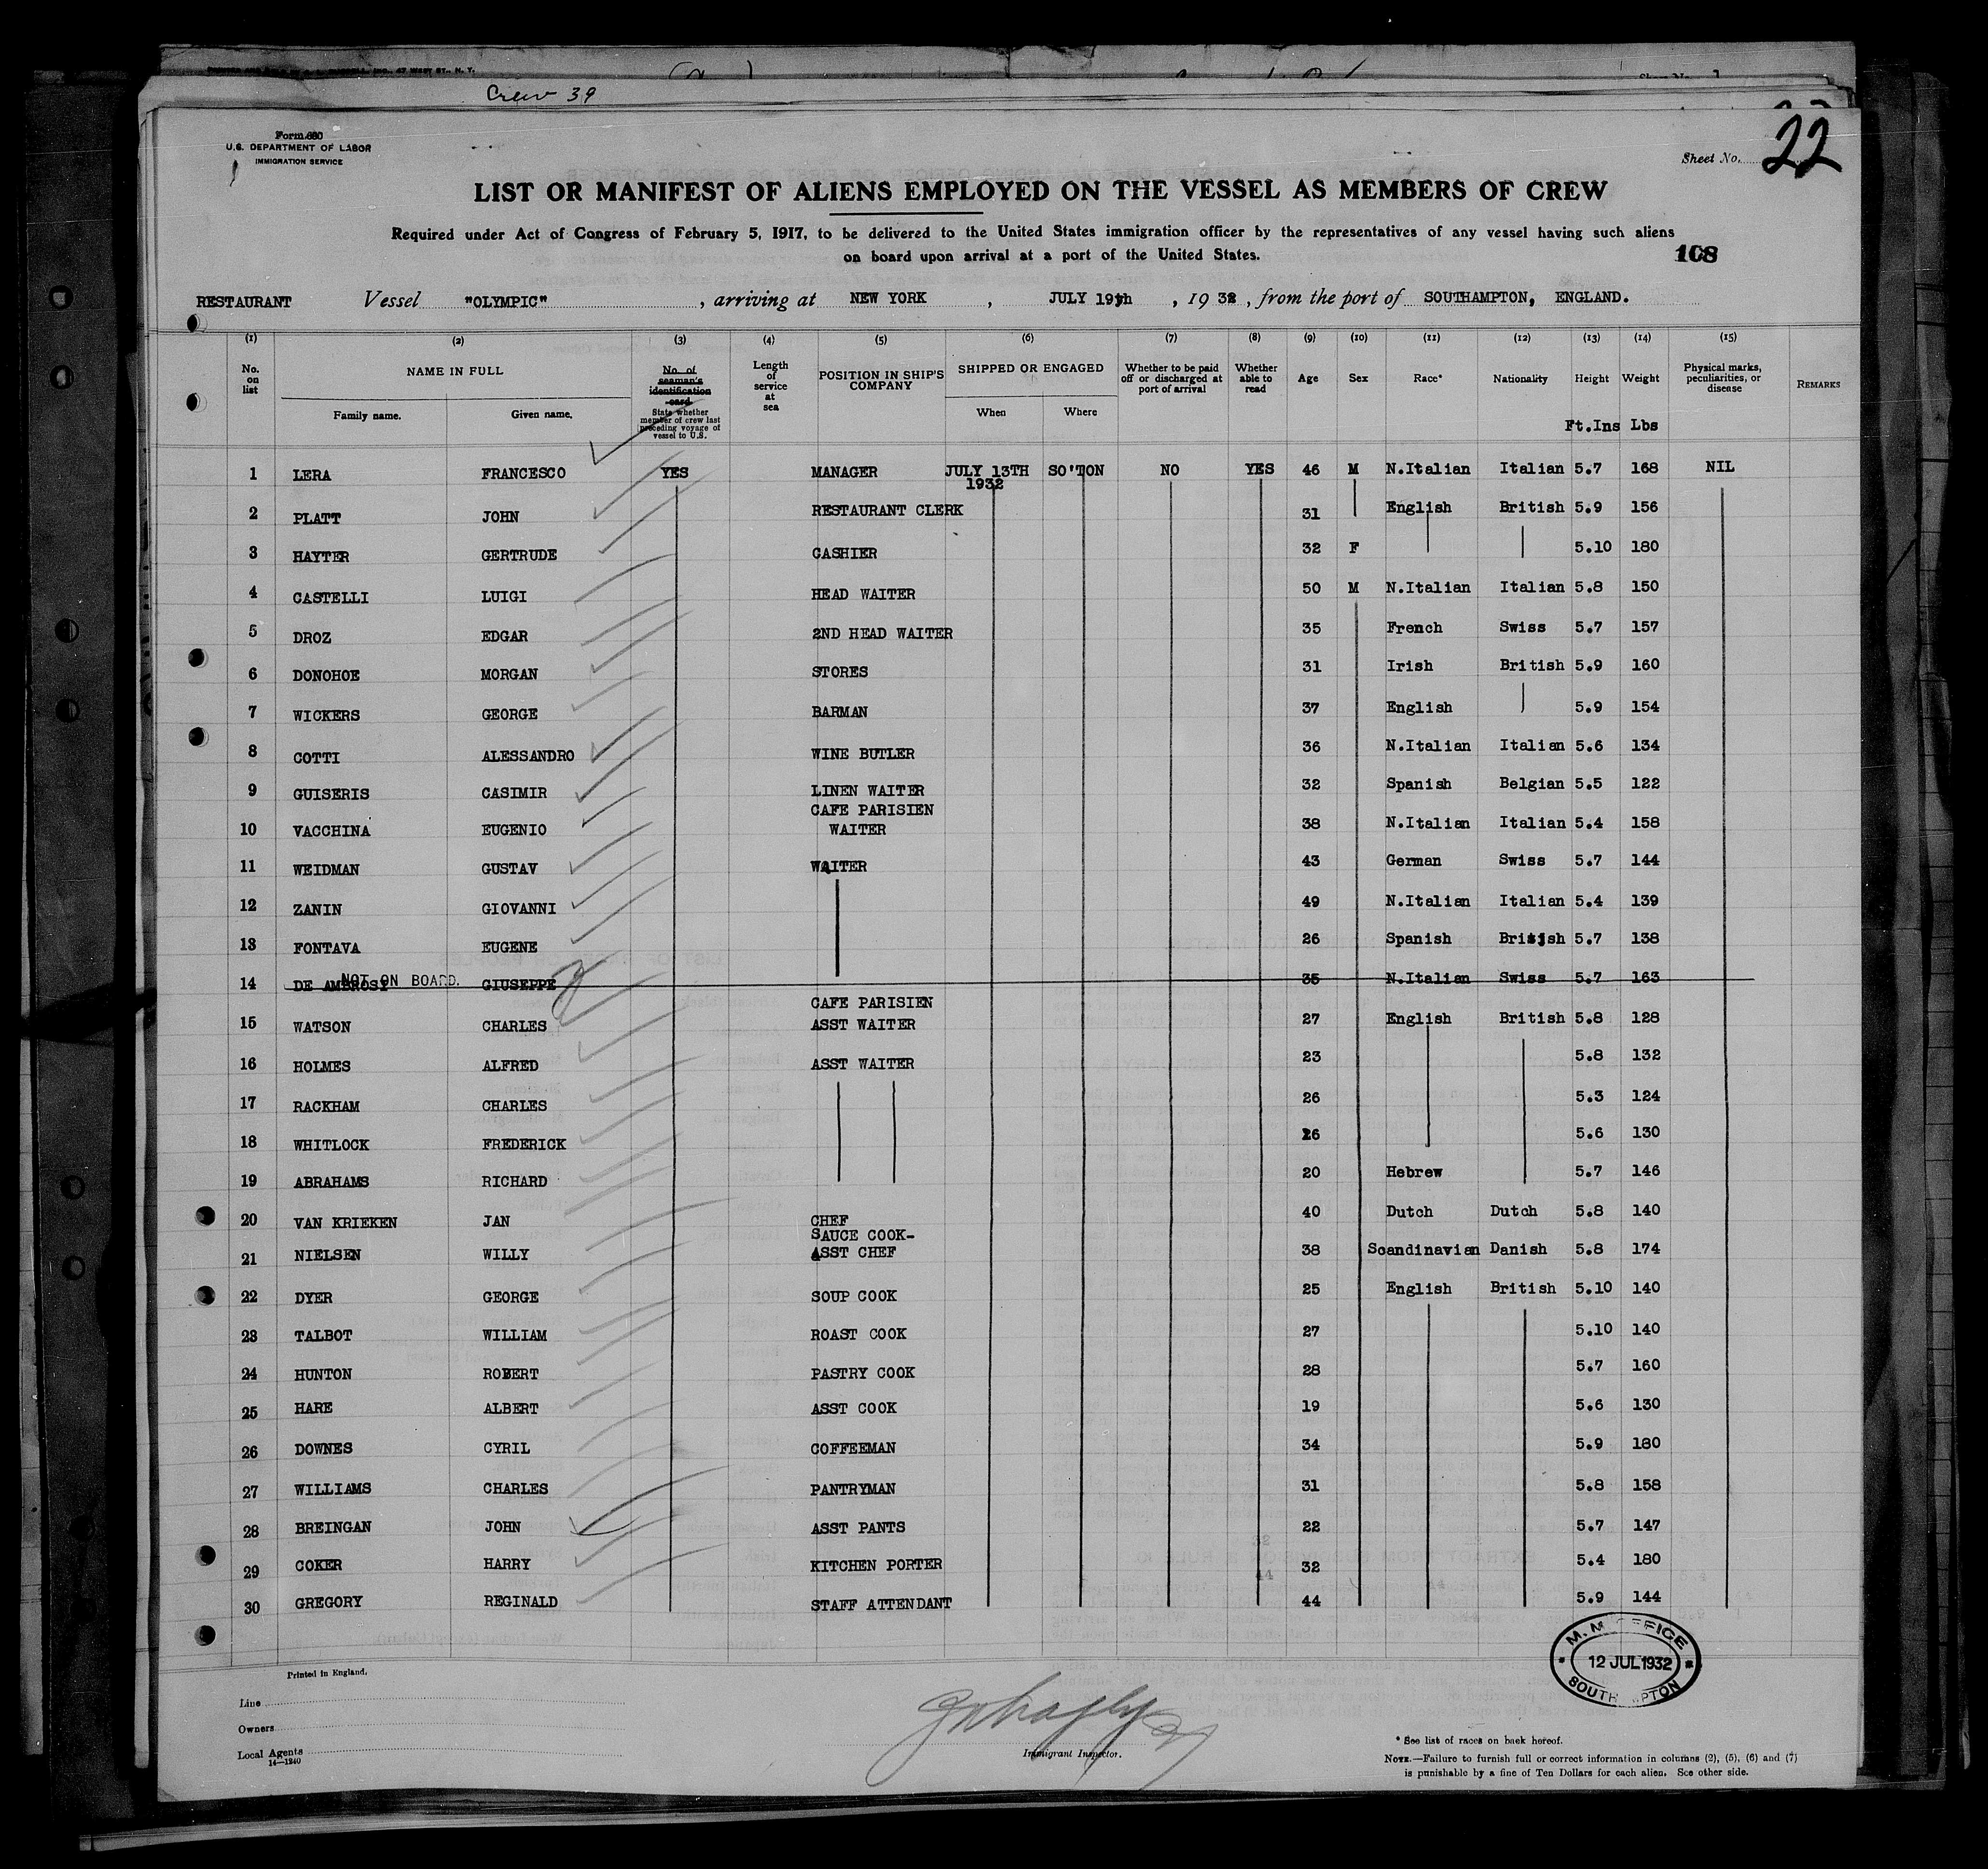 Crew 39
Form 680
U.S. DEPARTMENT OF LABOR
IMMIGRATION SERVICE
Sheet No. 22
LIST OR MANIFEST OF ALIENS EMPLOYED ON THE VESSEL AS MEMBERS OF CREW
Required under Act of Congress of February 5, 1917, to be delivered to the United States immigration officer by the representatives of any vessel having such aliens
on board upon arrival at a port of the United States.
108
RESTAURANT Vessel "OLYMPIC", arriving at NEW YORK, JULY 19th, 1932, from the port of SOUTHAMPTON, ENGLAND.
(1) (2) (3) (4) (5) (6) (7) (8) (9) (10) (11) (12) (13) (14) (15)
No. on list NAME IN FULL Family name. Given name. No. of seaman's identification card State whether member of crew last preceding voyage of vessel to U.S. Length of service at sea POSITION IN SHIP'S COMPANY SHIPPED OR ENGAGED When Where Whether to be paid off or discharged at port of arrival Whether able to read Age Sex Race* Nationality Height Weight Physical marks, peculiarities, or disease REMARKS
Ft.Ins Lbs
1 LERA FRANCESCO YES MANAGER JULY 13TH 1932 SO'TON NO YES 46 M N.Italian Italian 5.7 168 NIL
2 PLATT JOHN RESTAURANT CLERK 31 English British 5.9 156
3 HAYTER GERTRUDE CASHIER 32 F 5.10 180
4 CASTELLI LUIGI HEAD WAITER 50 M N.Italian Italian 5.8 150
5 DROZ EDGAR 2ND HEAD WAITER 35 French Swiss 5.7 157
6 DONOHOE MORGAN STORES 31 Irish British 5.9 160
7 WICKERS GEORGE BARMAN 37 English 5.9 154
8 COTTI ALESSANDRO WINE BUTLER 36 N.Italian Italian 5.6 134
9 GUISERIS CASIMIR LINEN WAITER 32 Spanish Belgian 5.5 122
10 VACCHINA EUGENIO CAFE PARISIEN WAITER 38 N.Italian Italian 5.4 158
11 WEIDMAN GUSTAV WAITER 43 German Swiss 5.7 144
12 ZANIN GIOVANNI 49 N.Italian Italian 5.4 139
13 FONTAVA EUGENE 26 Spanish British 5.7 138
14 DE AMBROSI NOT ON BOARD. GIUSEPPE 35 N.Italian Swiss 5.7 163
15 WATSON CHARLES CAFE PARISIEN ASST WAITER 27 English British 5.8 128
16 HOLMES ALFRED ASST WAITER 23 5.8 132
17 RACKHAM CHARLES 26 5.3 124
18 WHITLOCK FREDERICK 26 5.6 130
19 ABRAHAMS RICHARD 20 Hebrew 5.7 146
20 VAN KRIEKEN JAN CHEF 40 Dutch Dutch 5.8 140
21 NIELSEN WILLY SAUCE COOK- ASST CHEF 38 Scandinavian Danish 5.8 174
22 DYER GEORGE SOUP COOK 25 English British 5.10 140
23 TALBOT WILLIAM ROAST COOK 27 5.10 140
24 HUNTON ROBERT PASTRY COOK 28 5.7 160
25 HARE ALBERT ASST COOK 19 5.6 130
26 DOWNES CYRIL COFFEEMAN 34 5.9 180
27 WILLIAMS CHARLES PANTRYMAN 31 5.8 158
28 BREINGAN JOHN ASST PANTS 22 5.7 147
29 COKER HARRY KITCHEN PORTER 32 5.4 180
30 GREGORY REGINALD STAFF ATTENDANT 44 5.9 144
M.M. OFFICE
12 JUL 1932
SOUTHAMPTON
Printed in England.
Line
Owners
Local Agents
14—1240
Immigrant Inspector.
* See list of races on back hereof.
NOTE.—Failure to furnish full or correct information in columns (2), (5), (6) and (7)
is punishable by a fine of Ten Dollars for each alien. See other side.